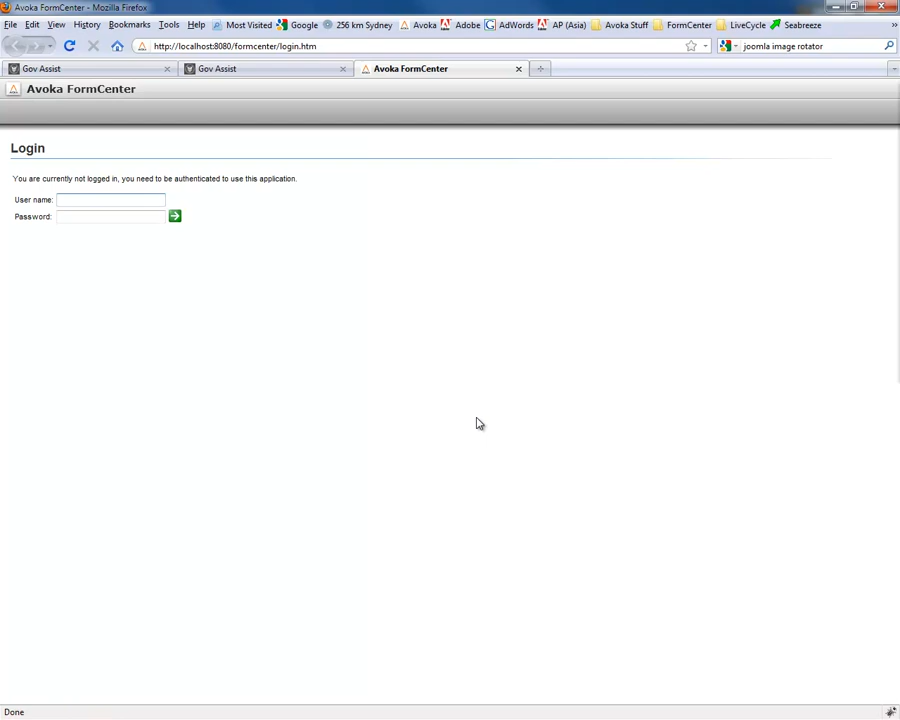 Avoka FormCenter - Mozilla Firefox
File Edit View History Bookmarks Tools Help Most Visited Google 256 km Sydney Avoka Adobe AdWords AP (Asia) Avoka Stuff FormCenter LiveCycle Seabreeze »
http://localhost:8080/formcenter/login.htm joomla image rotator
Gov Assist Gov Assist Avoka FormCenter
Avoka FormCenter
Login
You are currently not logged in, you need to be authenticated to use this application.
User name:
Password:
Done